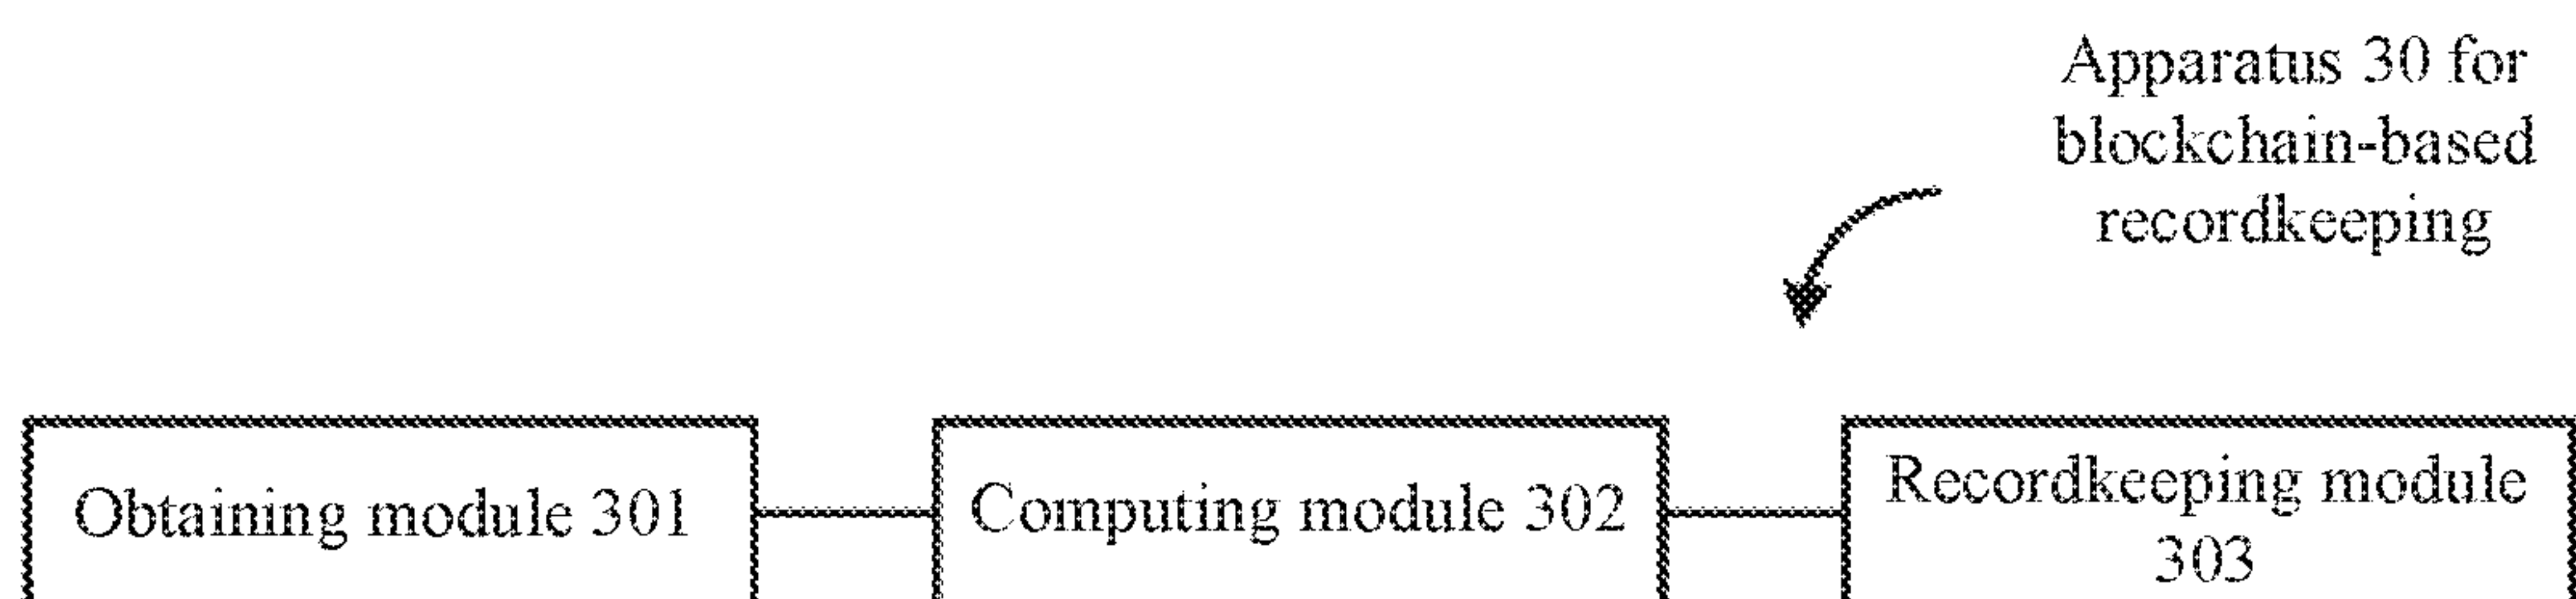 Apparatus 30 for
blockchain-based
recordkeeping
Obtaining module 301
Computing module 302
Recordkeeping module
303